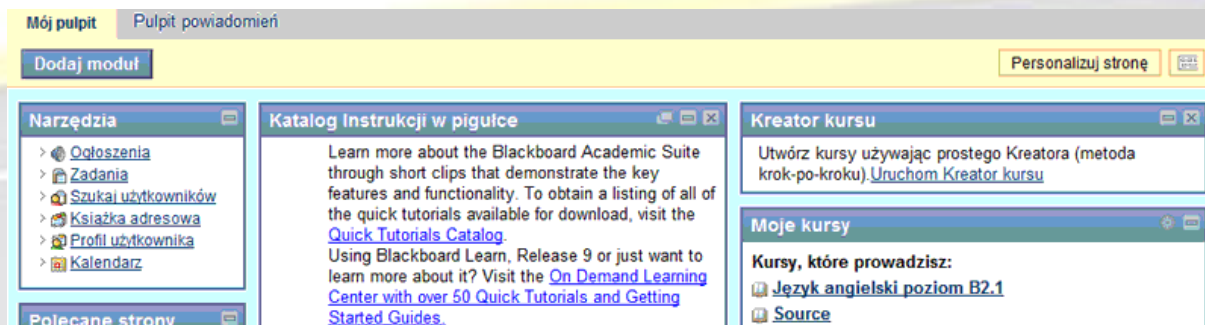 Mój pulpit
Pulpit powiadomień
Dodaj moduł
Personalizuj stronę
Narzędzia
Ogłoszenia
Zadania
Szukaj użytkowników
Książka adresowa
Profil użytkownika
Kalendarz
Polecane strony
Katalog Instrukcji w pigułce
Learn more about the Blackboard Academic Suite
through short clips that demonstrate the key
features and functionality. To obtain a listing of all of
the quick tutorials available for download, visit the
Quick Tutorials Catalog.
Using Blackboard Learn, Release 9 or just want to
learn more about it? Visit the On Demand Learning
Center with over 50 Quick Tutorials and Getting
Started Guides.
Kreator kursu
Utwórz kursy używając prostego Kreatora (metoda
krok-po-kroku).Uruchom Kreator kursu
Moje kursy
Kursy, które prowadzisz:
Język angielski poziom B2.1
Source